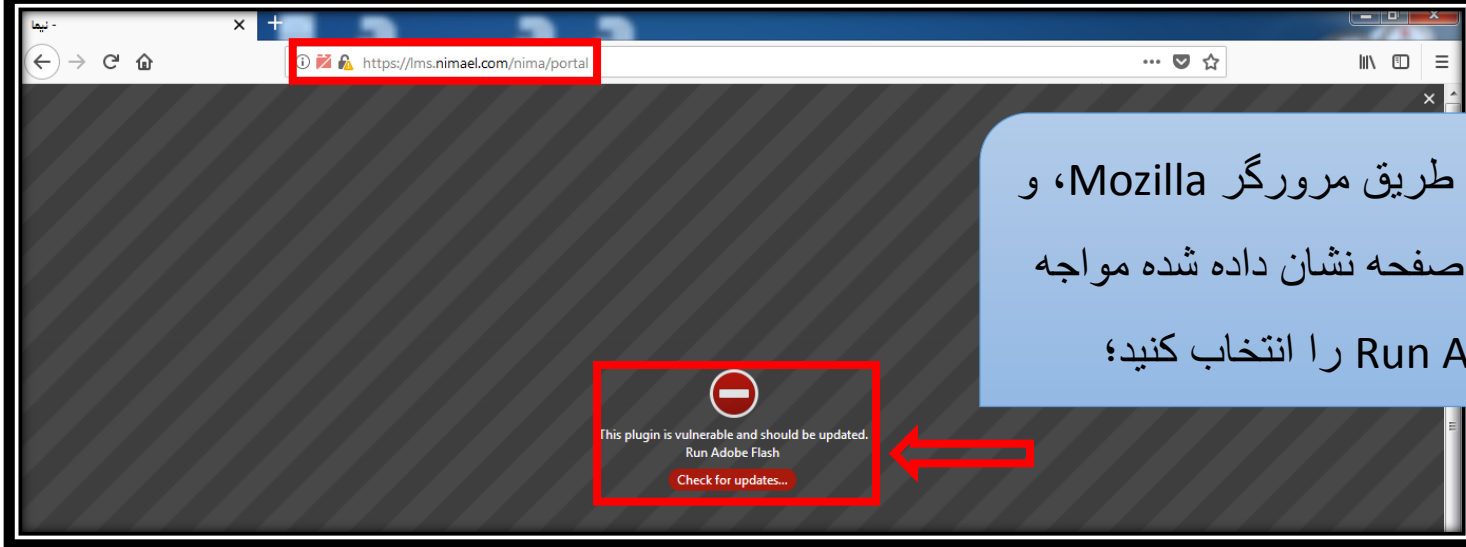 - نیما
https://lms.nimael.com/nima/portal
طریق مرورگر Mozilla، و
صفحه نشان داده شده مواجه
Run A را انتخاب کنید؛
This plugin is vulnerable and should be updated.
Run Adobe Flash
Check for updates...